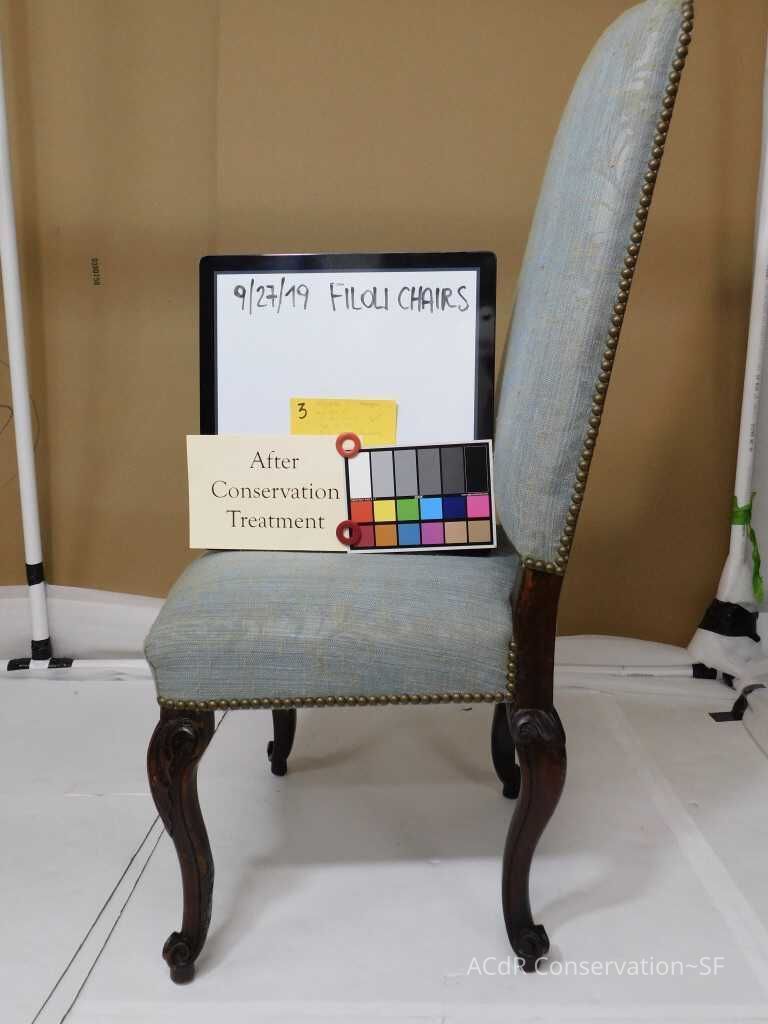 9/27/19 FILOLI CHAIRS
3
After
Conservation
Treatment
ACdR Conservation~SF